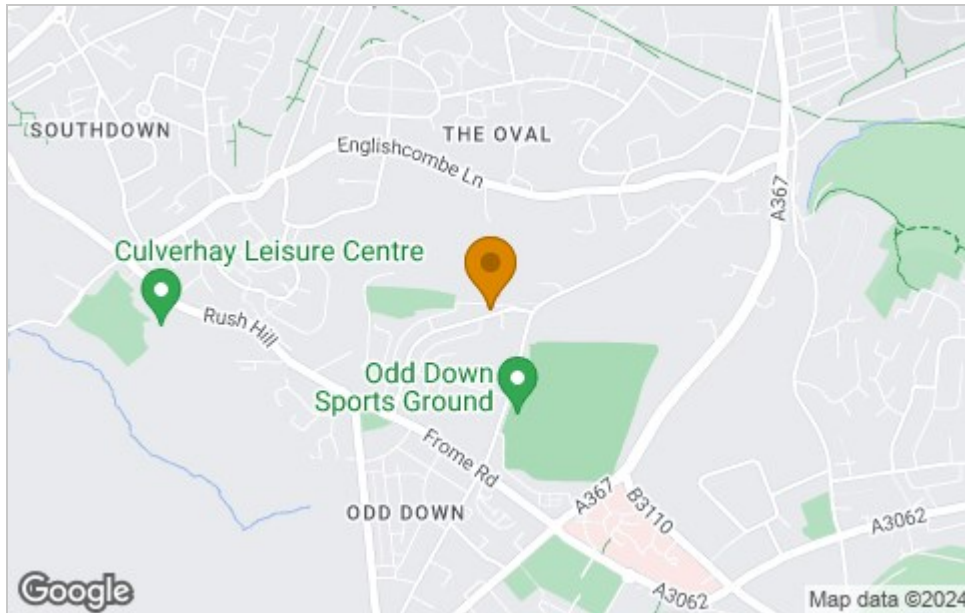 SOUTHDOWN
THE OVAL
Englishcombe Ln
A367
Culverhay Leisure Centre
Rush Hill
Odd Down
Sports Ground
Frome Rd
ODD DOWN
A367
B3110
A3062
A3062
Google
Map data ©2024